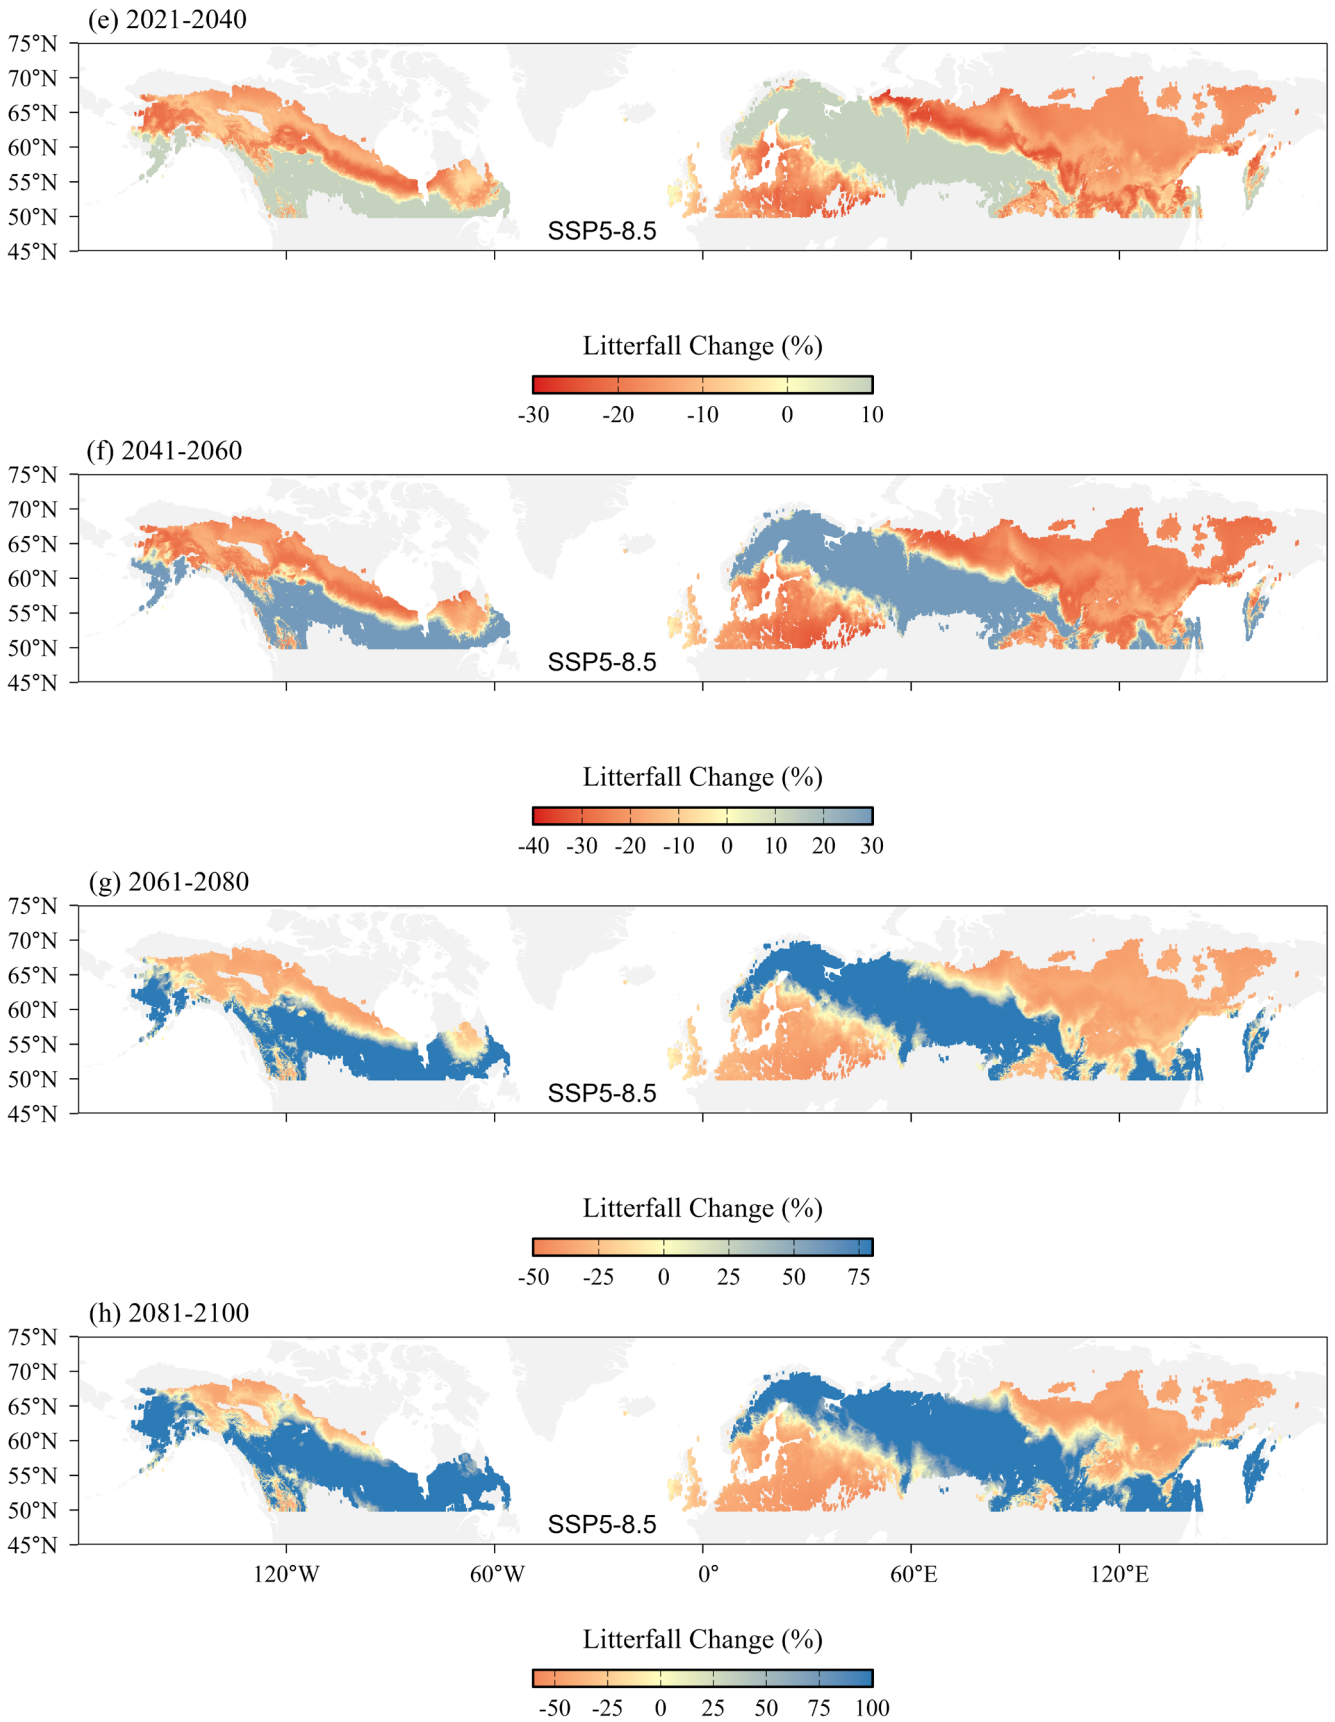 (e) 2021-2040
75°N
70°N
65°N
60°N
55°N
50°N
45°N
SSP5-8.5
Litterfall Change (%)
-30 -20 -10 0 10
(f) 2041-2060
75°N
70°N
65°N
60°N
55°N
50°N
45°N
SSP5-8.5
Litterfall Change (%)
-40 -30 -20 -10 0 10 20 30
(g) 2061-2080
75°N
70°N
65°N
60°N
55°N
50°N
45°N
SSP5-8.5
Litterfall Change (%)
-50 -25 0 25 50 75
(h) 2081-2100
75°N
70°N
65°N
60°N
55°N
50°N
45°N
SSP5-8.5
120°W 60°W 0° 60°E 120°E
Litterfall Change (%)
-50 -25 0 25 50 75 100